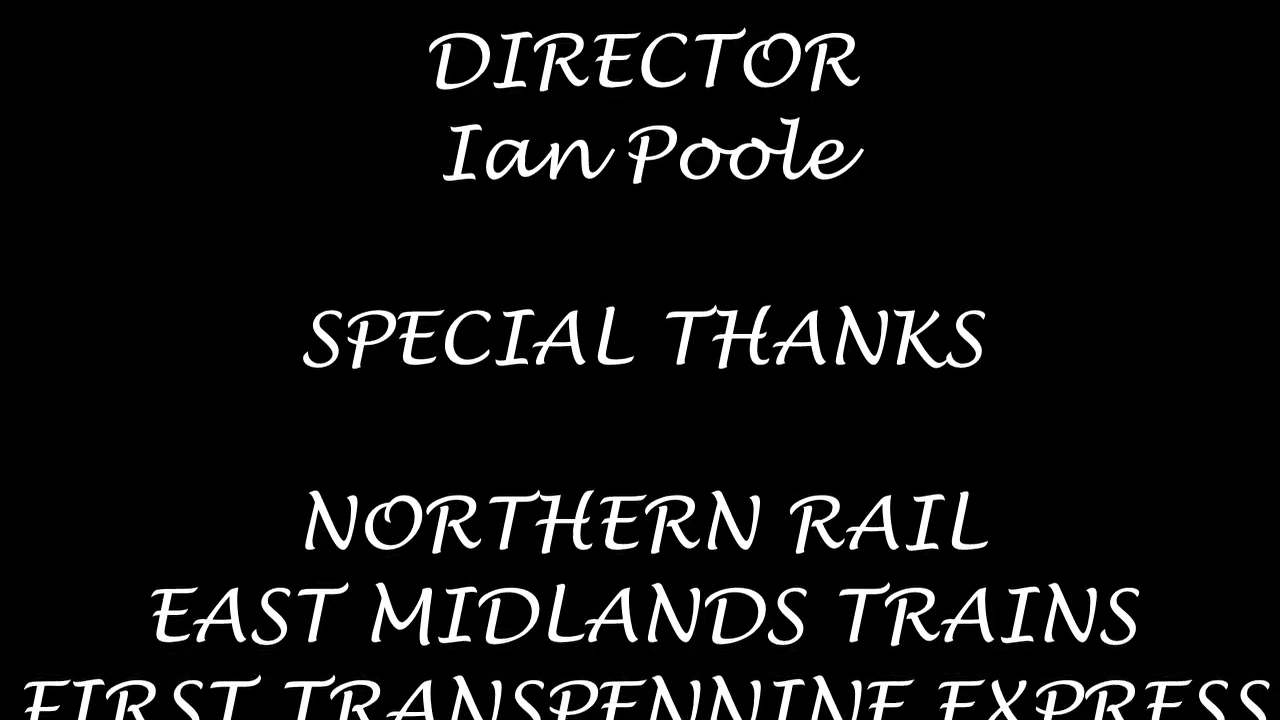 DIRECTOR
Ian Poole
SPECIAL THANKS
NORTHERN RAIL
EAST MIDLANDS TRAINS
FIRST TRANSPENNINE EXPRESS